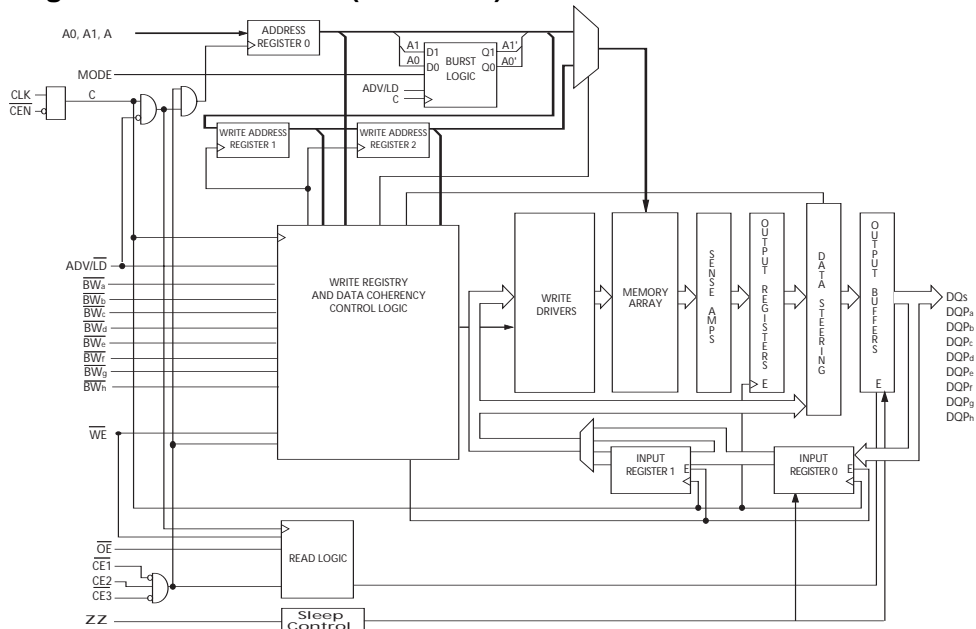 A0, A1, A
ADDRESS
REGISTER 0
A1
A0
D1
D0
BURST
LOGIC
Q1
Q0
A1'
A0'
MODE
ADV/LD
C
CLK
C
CEN
WRITE ADDRESS
REGISTER 1
WRITE ADDRESS
REGISTER 2
ADV/LD
BWa
BWb
BWc
BWd
BWe
BWf
BWg
BWh
WE
WRITE REGISTRY
AND DATA COHERENCY
CONTROL LOGIC
WRITE
DRIVERS
MEMORY
ARRAY
SENSE AMPS
OUTPUT REGISTERS
E
DATA STEERING
OUTPUT BUFFERS
E
DQs
DQPa
DQPb
DQPc
DQPd
DQPe
DQPf
DQPg
DQPh
INPUT
REGISTER 1
E
INPUT
REGISTER 0
E
OE
CE1
CE2
CE3
READ LOGIC
ZZ
Sleep
Control